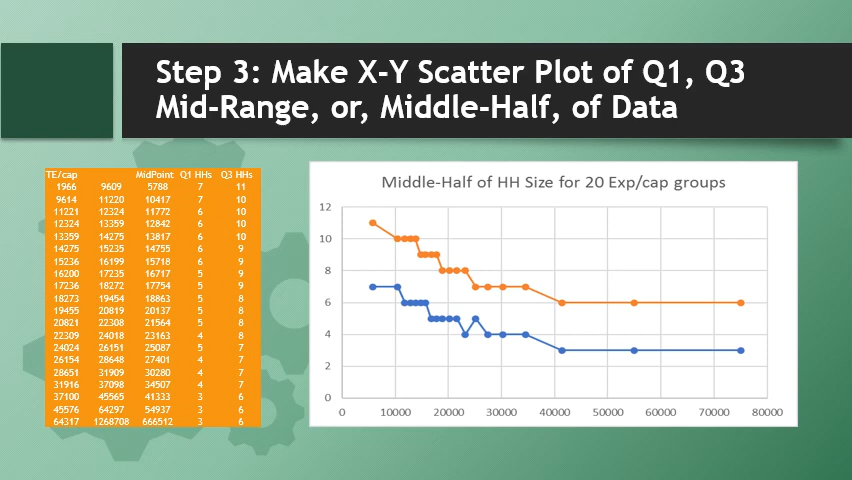 Step 3: Make X-Y Scatter Plot of Q1, Q3
Mid-Range, or, Middle-Half, of Data
TE/cap MidPoint Q1 HHs Q3 HHs
1966 9609 5788 7 11
9614 11220 10417 7 10
11221 12324 11772 6 10
12324 13359 12842 6 10
13359 14275 13817 6 10
14275 15235 14755 6 9
15236 16199 15718 6 9
16200 17235 16717 5 9
17236 18272 17754 5 9
18273 19454 18863 5 8
19455 20819 20137 5 8
20821 22308 21564 5 8
22309 24018 23163 4 8
24024 26151 25087 5 7
26154 28648 27401 4 7
28651 31909 30280 4 7
31916 37098 34507 4 7
37100 45565 41333 3 6
45576 64297 54937 3 6
64317 1268708 666512 3 6
Middle-Half of HH Size for 20 Exp/cap groups
12
10
8
6
4
2
0
0 10000 20000 30000 40000 50000 60000 70000 80000